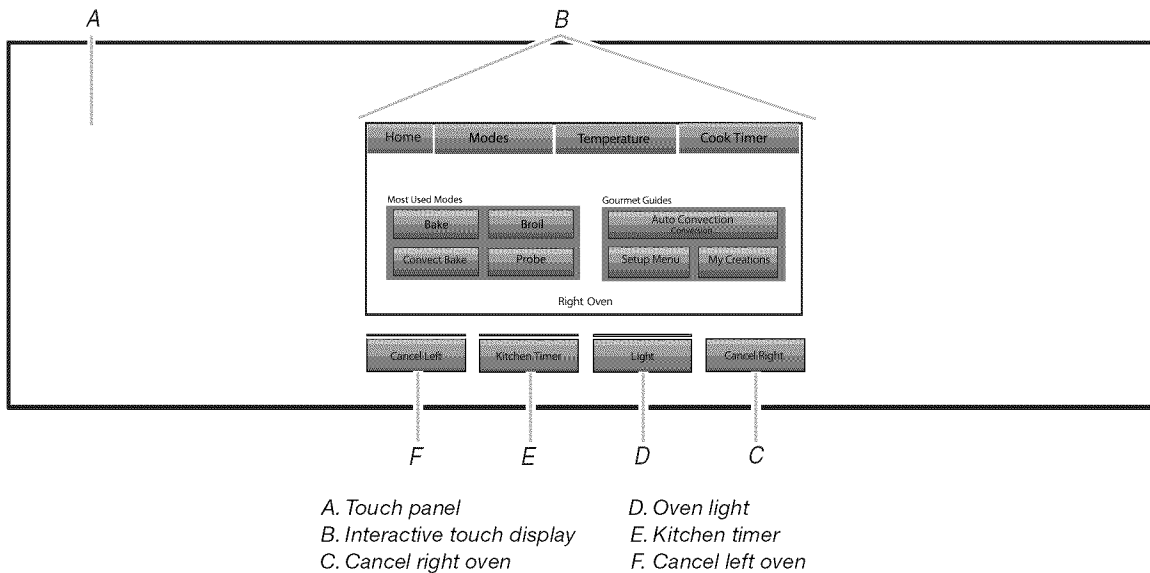 A B
Home Modes Temperature Cook Timer
Most Used Modes Gourmet Guides
Bake Broil Auto Convection
Conversion
Convect Bake Probe Setup Menu My Creations
Right Oven
Cancel Left Kitchen Timer Light Cancel Right
F E D C
A. Touch panel D. Oven light
B. Interactive touch display E. Kitchen timer
C. Cancel right oven F. Cancel left oven